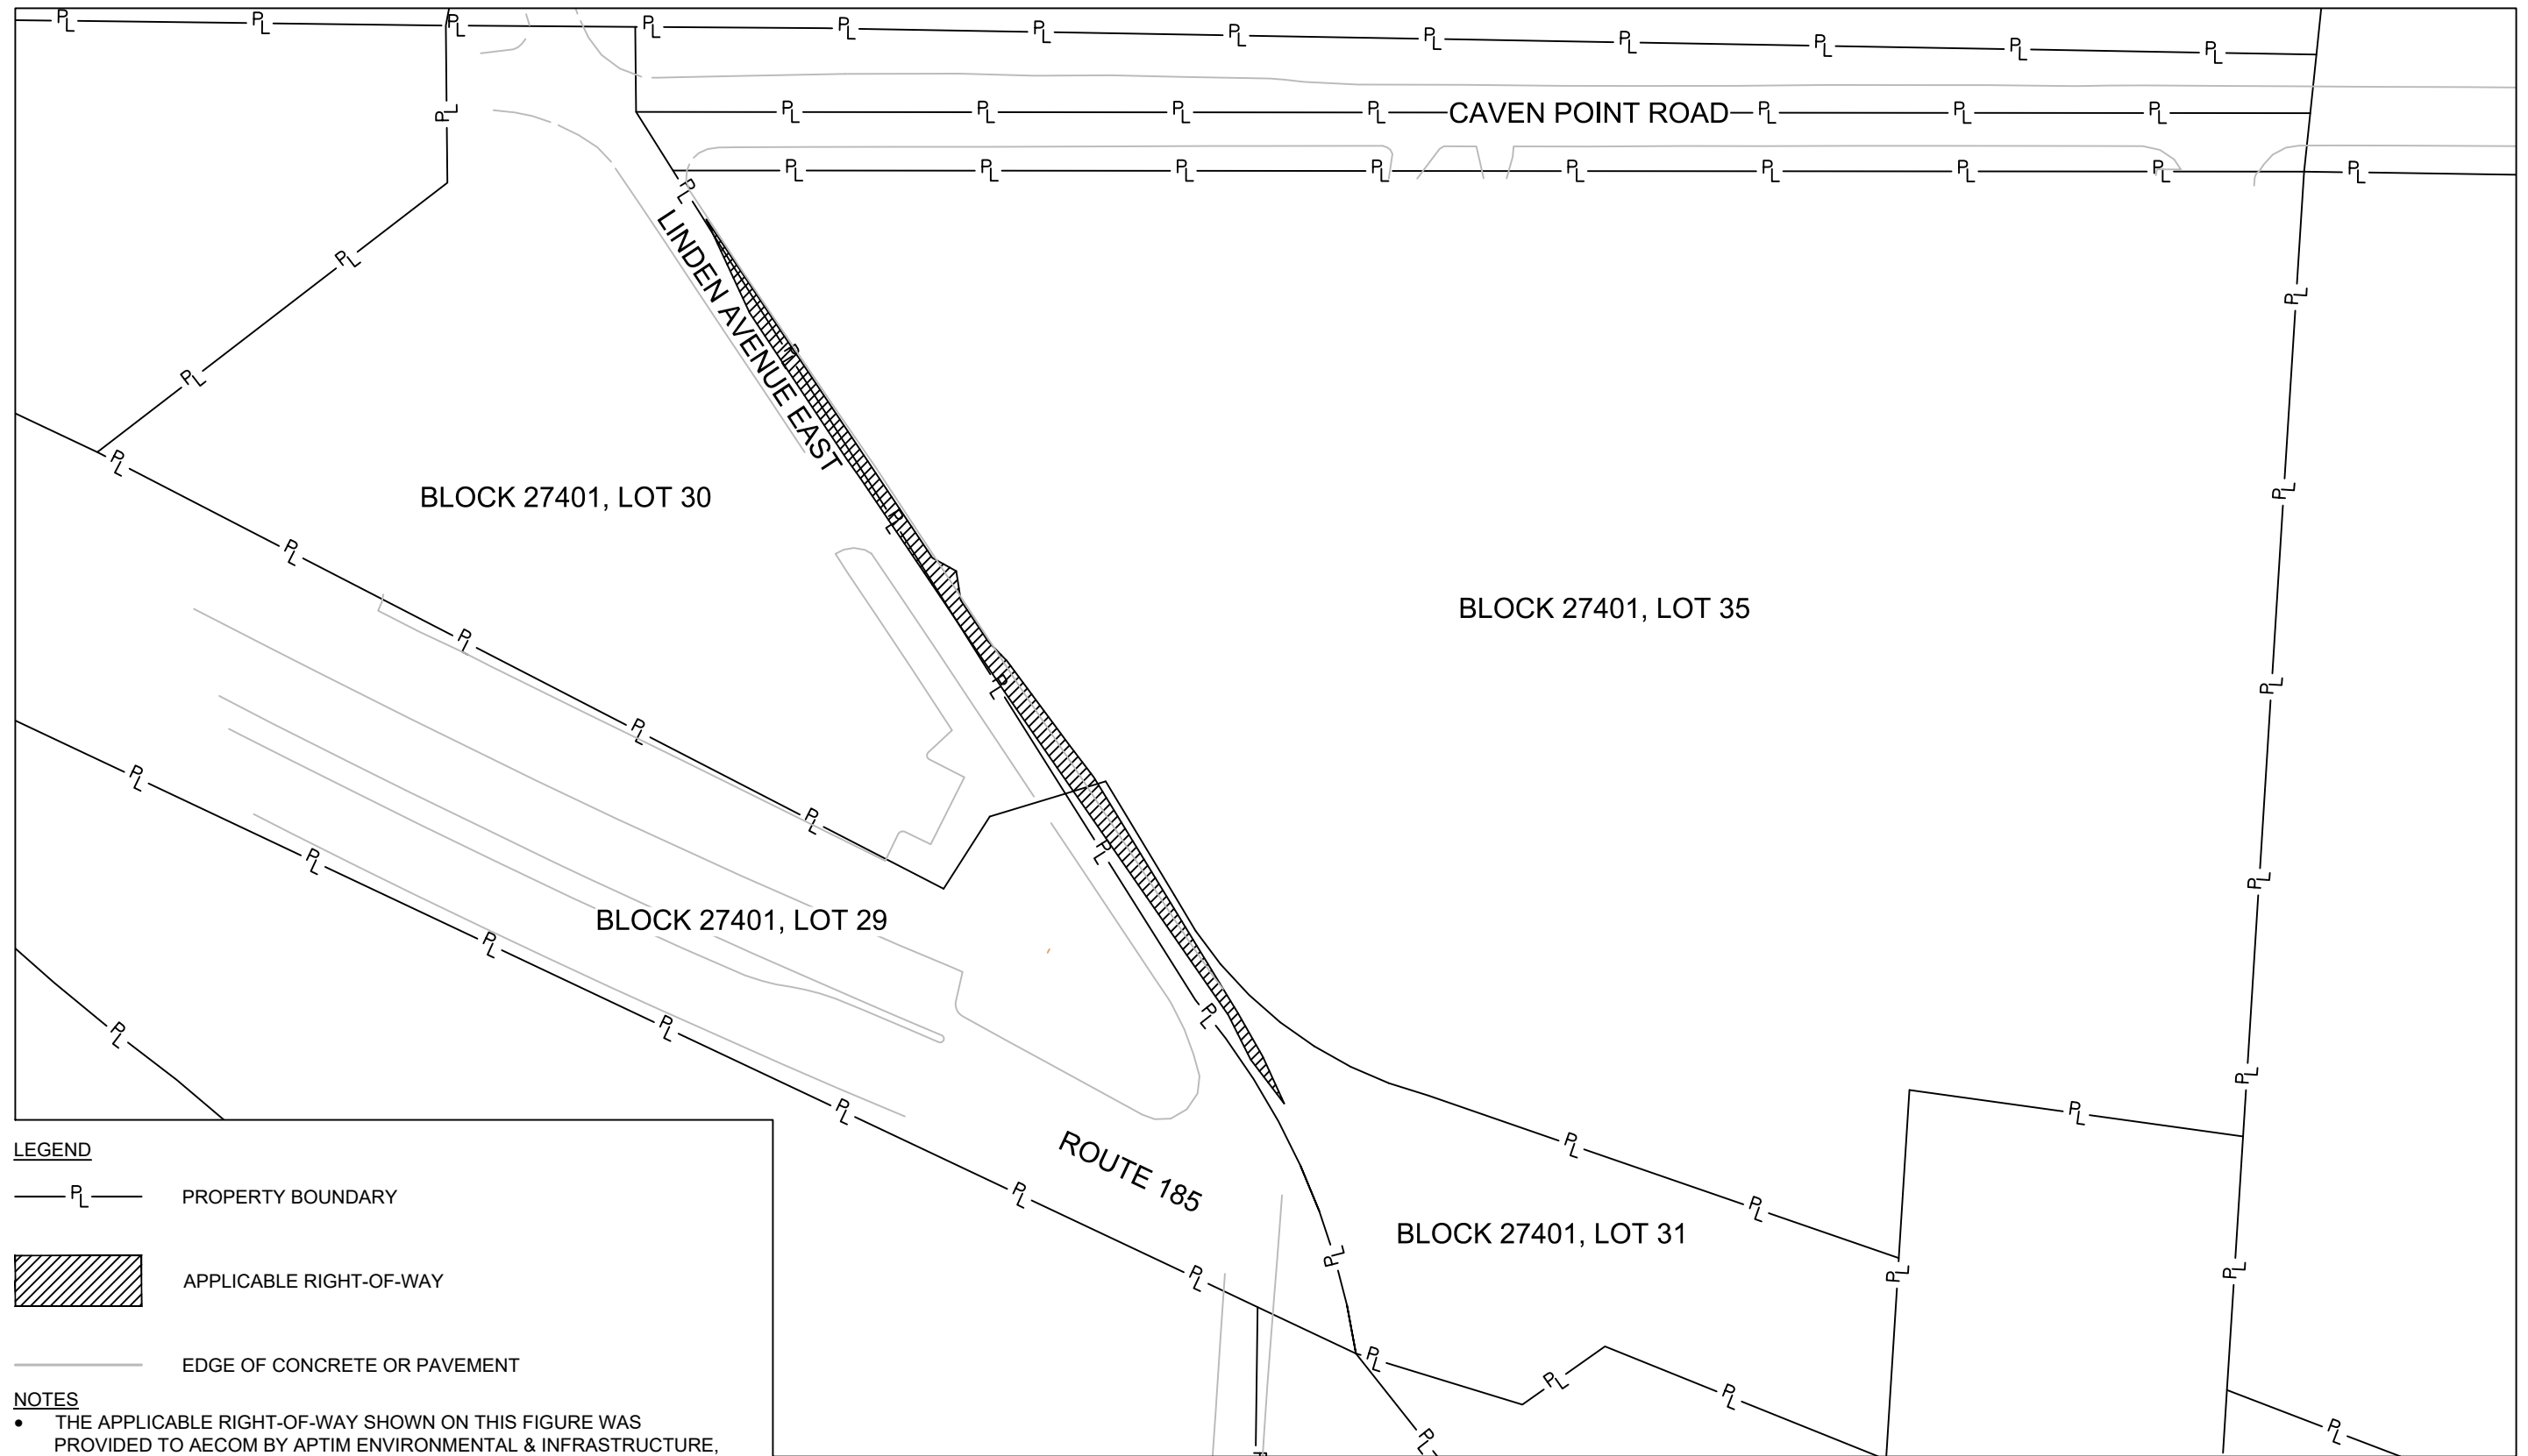 CAVEN POINT ROAD
LINDEN AVENUE EAST
BLOCK 27401, LOT 30
BLOCK 27401, LOT 35
BLOCK 27401, LOT 29
ROUTE 185
BLOCK 27401, LOT 31
LEGEND
PL PROPERTY BOUNDARY
APPLICABLE RIGHT-OF-WAY
EDGE OF CONCRETE OR PAVEMENT
NOTES
• THE APPLICABLE RIGHT-OF-WAY SHOWN ON THIS FIGURE WAS
PROVIDED TO AECOM BY APTIM ENVIRONMENTAL & INFRASTRUCTURE,